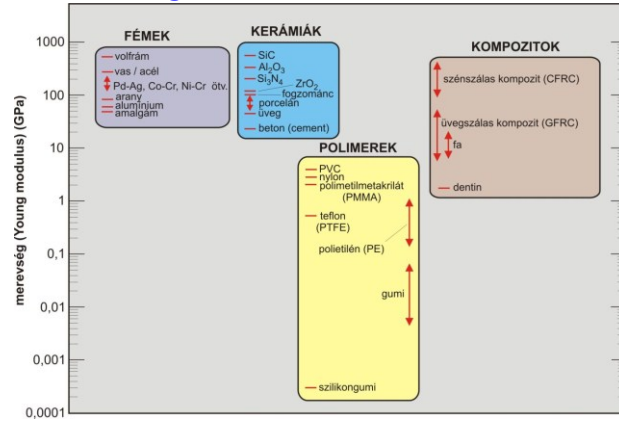 FÉMEK
KERÁMIÁK
KOMPOZITOK
POLIMEREK
merevség (Young modulus) (GPa)
1000
100
10
1
0,1
0,01
0,001
0,0001
volfrám
vas / acél
Pd-Ag, Co-Cr, Ni-Cr ötv.
arany
alumínium
amalgám
SiC
Al2O3
Si3N4
ZrO2
fogzománc
porcelán
üveg
beton (cement)
PVC
nylon
polimetilmetakrilát
(PMMA)
teflon
(PTFE)
polietilén (PE)
gumi
szilikongumi
szénszálas kompozit (CFRC)
üvegszálas kompozit (GFRC)
fa
dentin